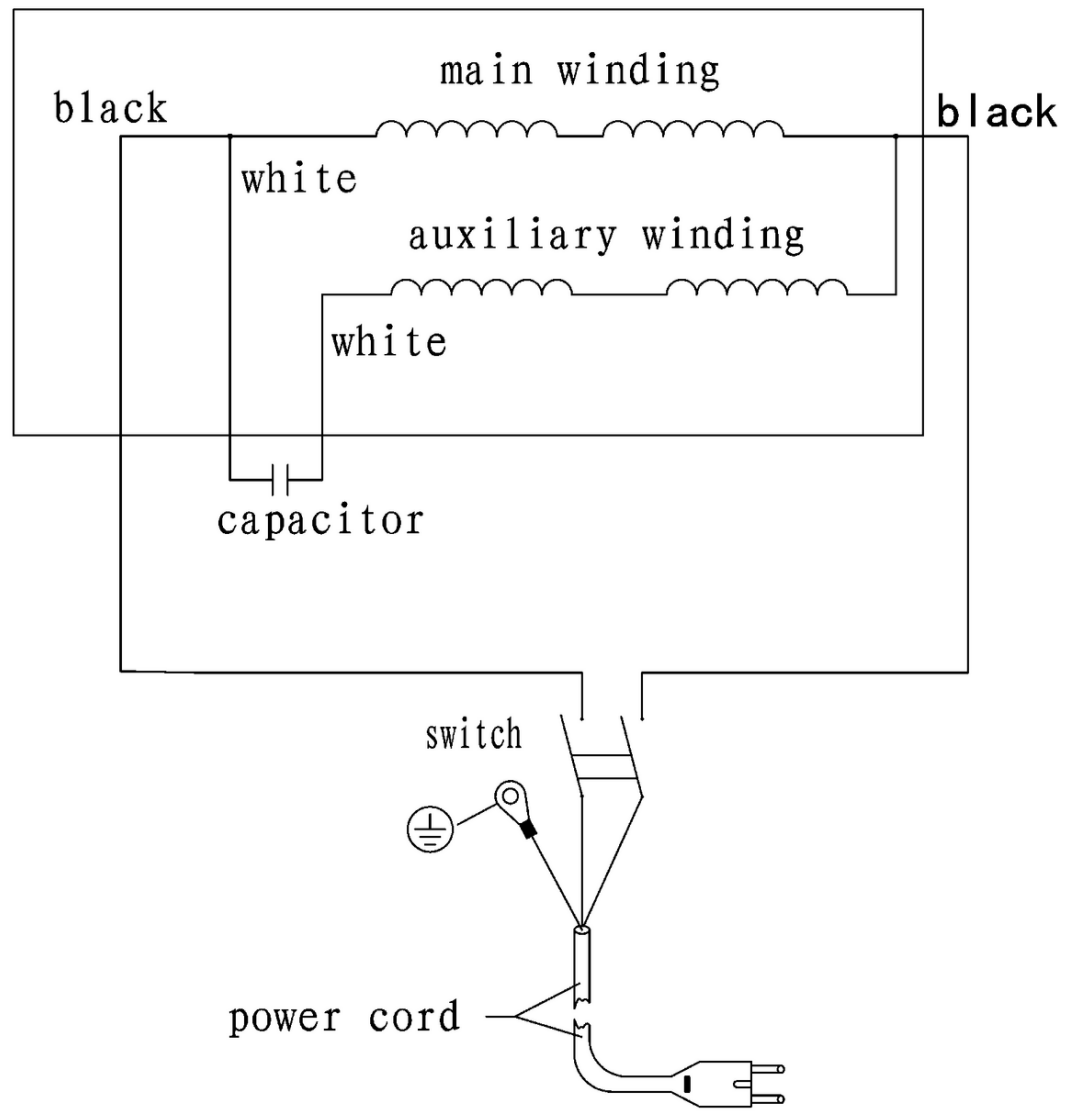 main winding
black
black
white
auxiliary winding
white
capacitor
switch
power cord